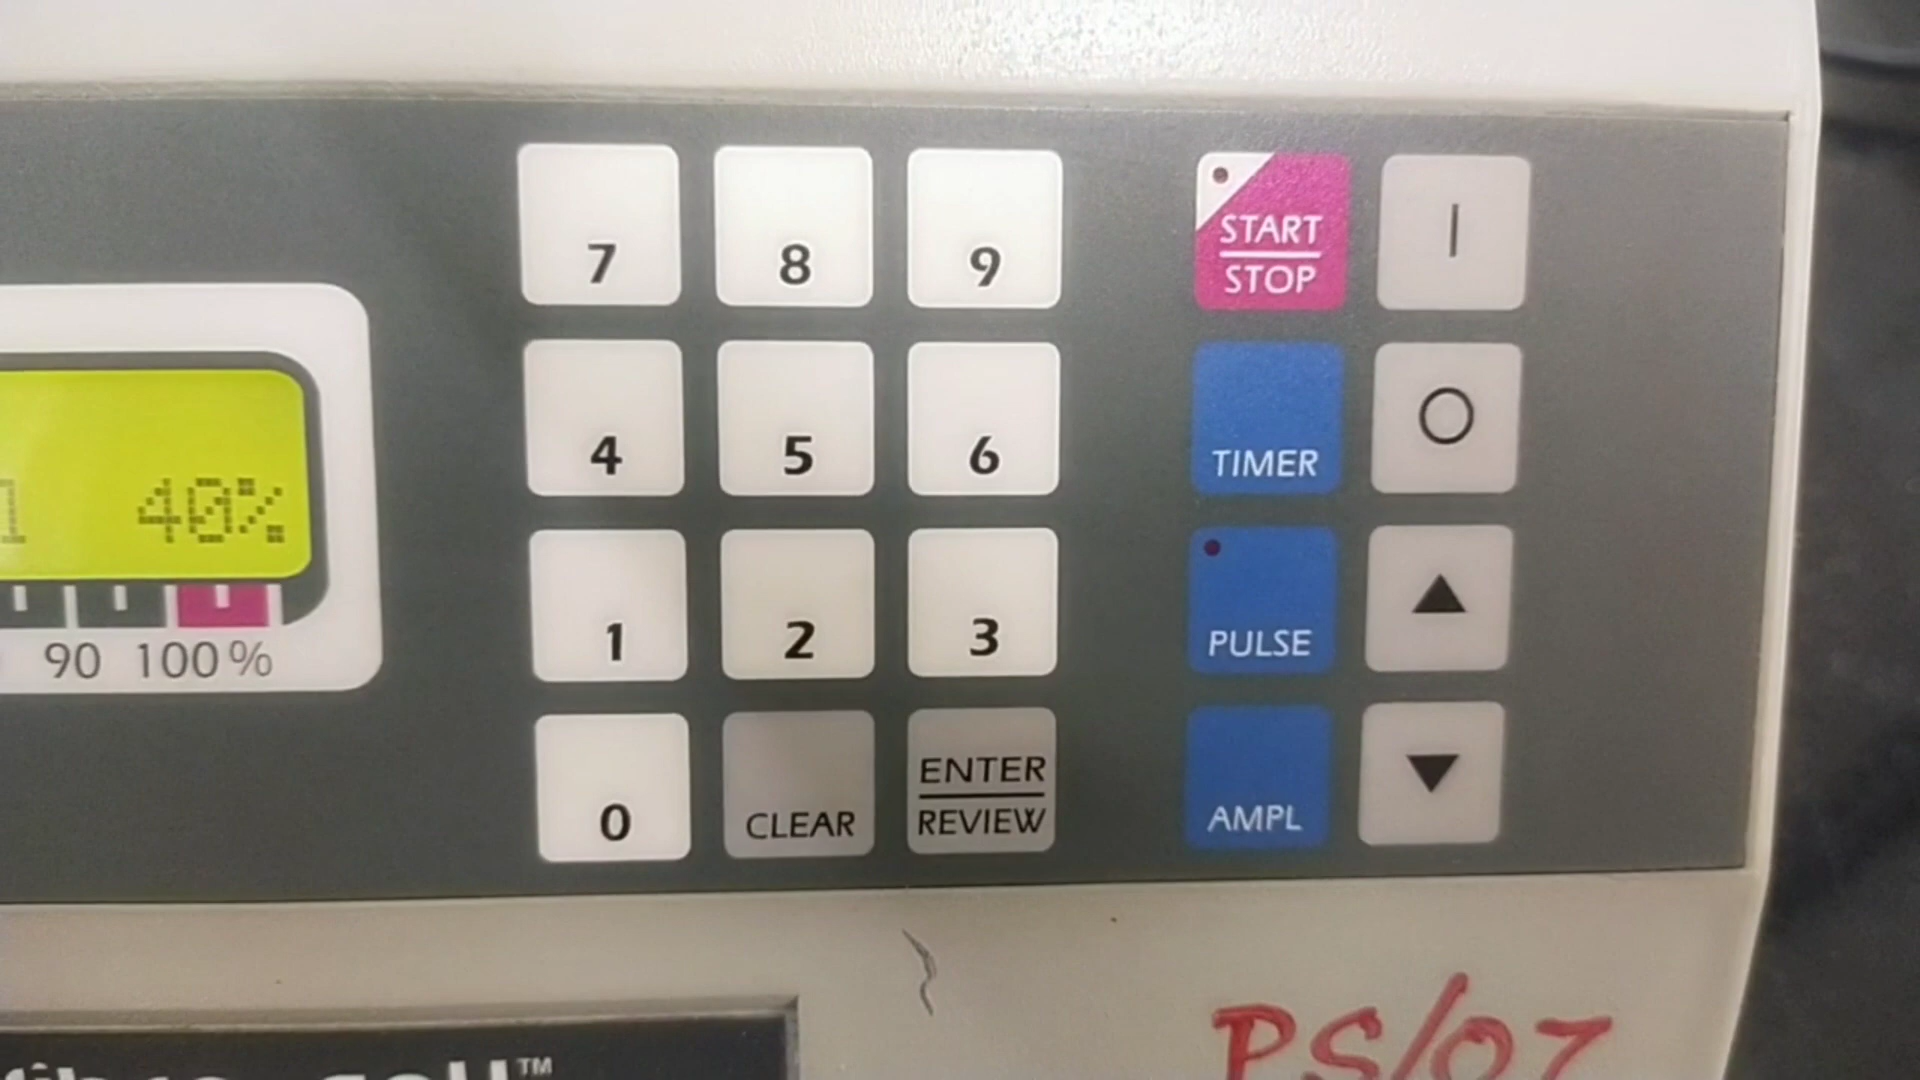 7 8 9
START
STOP
I
4 5 6
TIMER
O
40%
1 2 3
PULSE
90 100%
0
CLEAR
ENTER
REVIEW
AMPL
PS/07